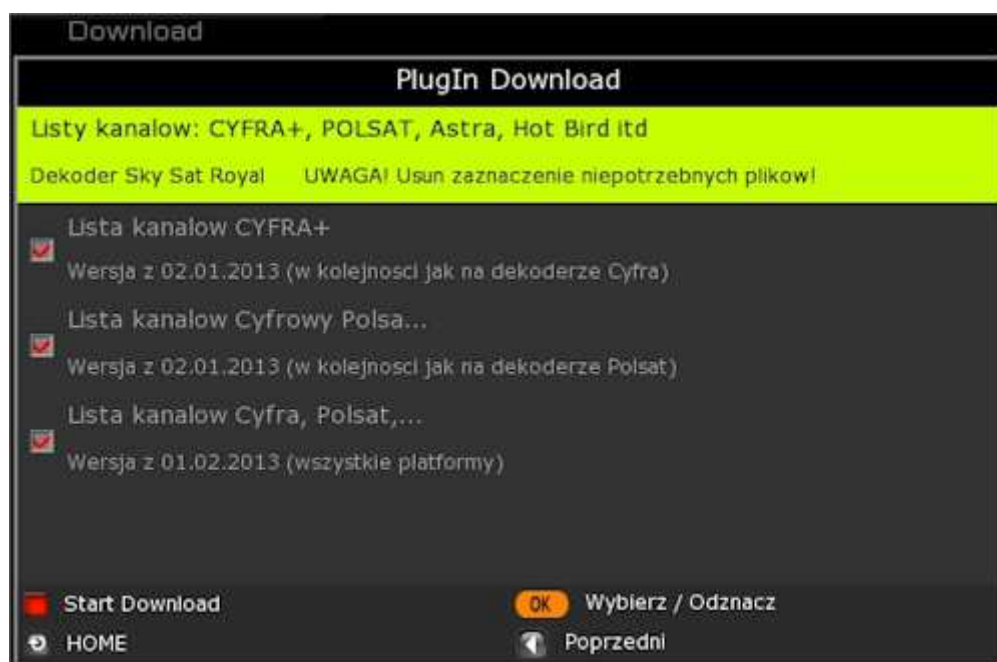 Download
PlugIn Download
Listy kanalow: CYFRA+, POLSAT, Astra, Hot Bird itd
Dekoder Sky Sat Royal UWAGA! Usun zaznaczenie niepotrzebnych plikow!
Lista kanalow CYFRA+
Wersja z 02.01.2013 (w kolejnosci jak na dekoderze Cyfra)
Lista kanalow Cyfrowy Polsa...
Wersja z 02.01.2013 (w kolejnosci jak na dekoderze Polsat)
Lista kanalow Cyfra, Polsat,...
Wersja z 01.02.2013 (wszystkie platformy)
Start Download
OK Wybierz / Odznacz
HOME
Poprzedni